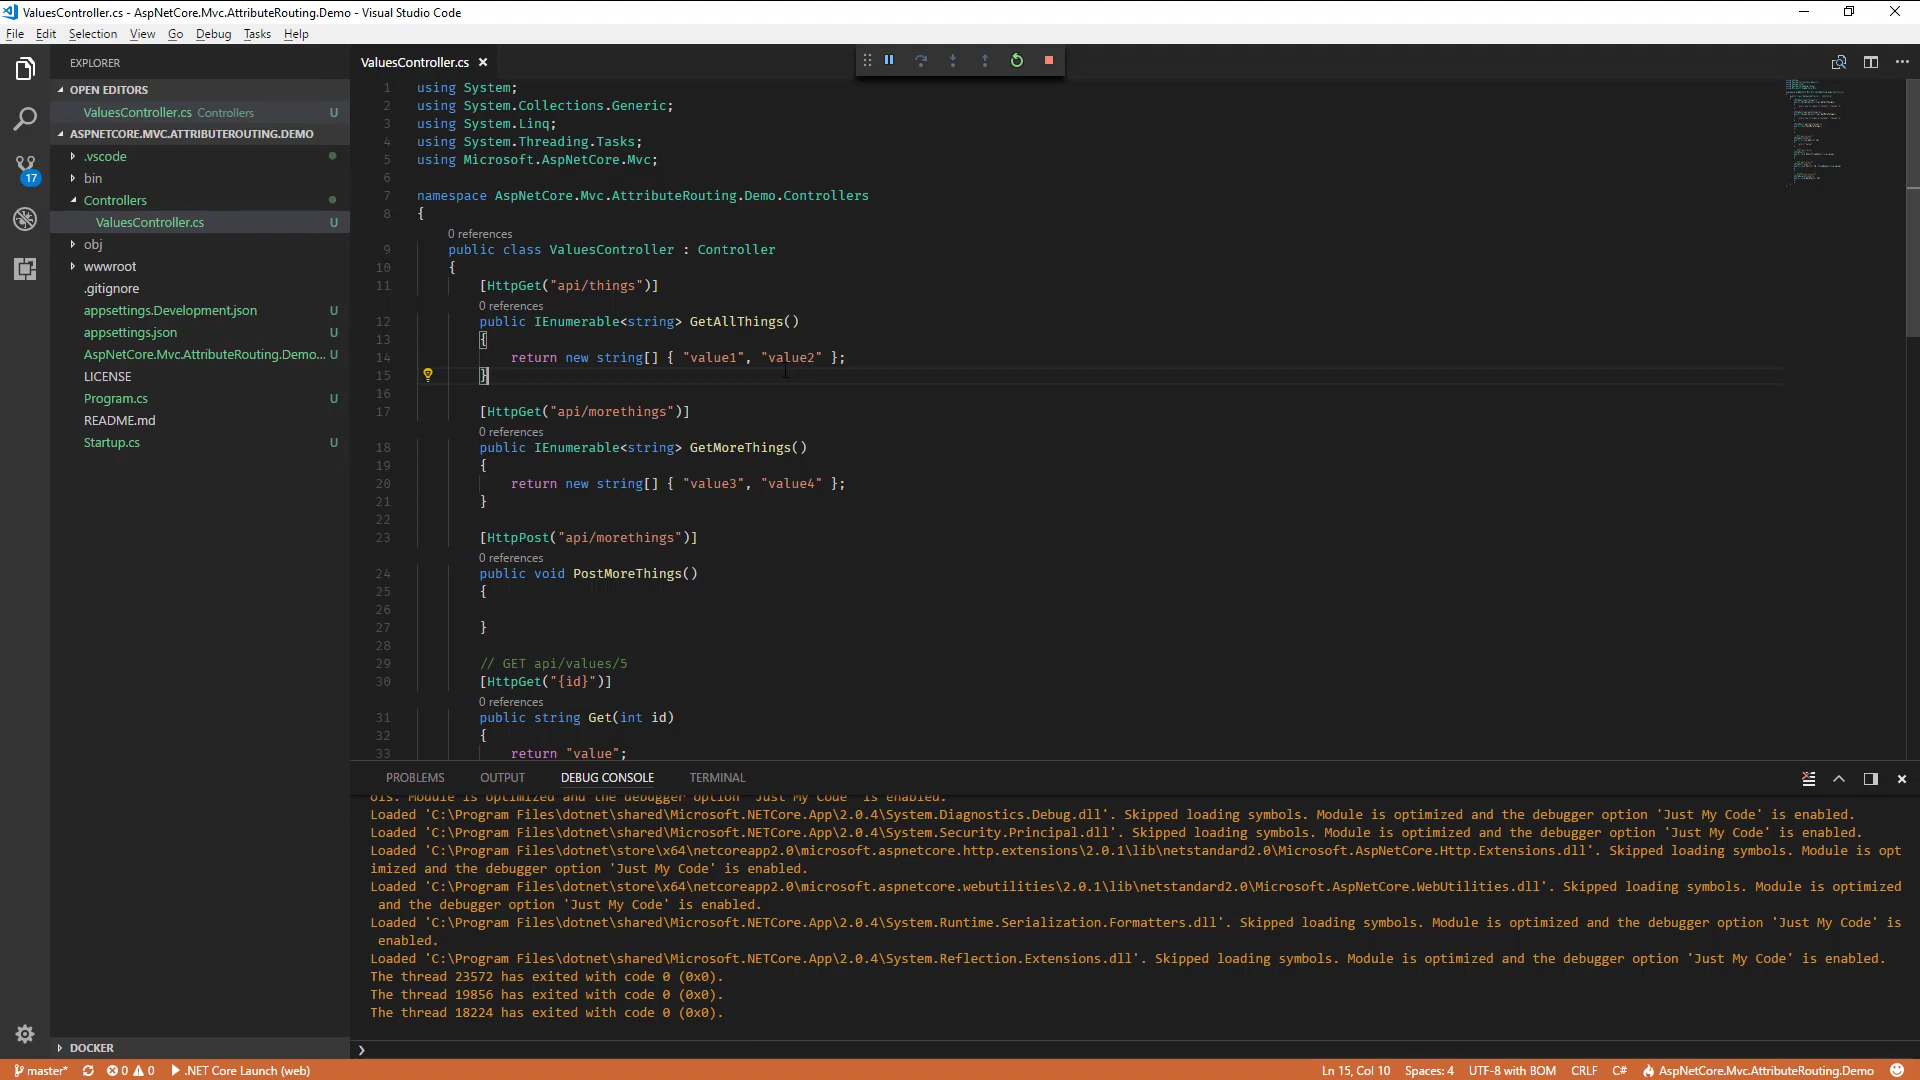 ValuesController.cs - AspNetCore.Mvc.AttributeRouting.Demo - Visual Studio Code
File Edit Selection View Go Debug Tasks Help
EXPLORER
OPEN EDITORS
ValuesController.cs Controllers U
ASPNETCORE.MVC.ATTRIBUTEROUTING.DEMO
.vscode
bin
Controllers
ValuesController.cs U
obj
wwwroot
.gitignore
appsettings.Development.json U
appsettings.json U
AspNetCore.Mvc.AttributeRouting.Demo... U
LICENSE
Program.cs U
README.md
Startup.cs U
DOCKER
17
ValuesController.cs
1 using System;
2 using System.Collections.Generic;
3 using System.Linq;
4 using System.Threading.Tasks;
5 using Microsoft.AspNetCore.Mvc;
6
7 namespace AspNetCore.Mvc.AttributeRouting.Demo.Controllers
8 {
0 references
9 public class ValuesController : Controller
10 {
11 [HttpGet("api/things")]
0 references
12 public IEnumerable<string> GetAllThings()
13 {
14 return new string[] { "value1", "value2" };
15 }
16
17 [HttpGet("api/morethings")]
0 references
18 public IEnumerable<string> GetMoreThings()
19 {
20 return new string[] { "value3", "value4" };
21 }
22
23 [HttpPost("api/morethings")]
0 references
24 public void PostMoreThings()
25 {
26
27 }
28
29 // GET api/values/5
30 [HttpGet("{id}")]
0 references
31 public string Get(int id)
32 {
33 return "value";
PROBLEMS OUTPUT DEBUG CONSOLE TERMINAL
ols. Module is optimized and the debugger option 'Just My Code' is enabled.
Loaded 'C:\Program Files\dotnet\shared\Microsoft.NETCore.App\2.0.4\System.Diagnostics.Debug.dll'. Skipped loading symbols. Module is optimized and the debugger option 'Just My Code' is enabled.
Loaded 'C:\Program Files\dotnet\shared\Microsoft.NETCore.App\2.0.4\System.Security.Principal.dll'. Skipped loading symbols. Module is optimized and the debugger option 'Just My Code' is enabled.
Loaded 'C:\Program Files\dotnet\store\x64\netcoreapp2.0\microsoft.aspnetcore.http.extensions\2.0.1\lib\netstandard2.0\Microsoft.AspNetCore.Http.Extensions.dll'. Skipped loading symbols. Module is opt
imized and the debugger option 'Just My Code' is enabled.
Loaded 'C:\Program Files\dotnet\store\x64\netcoreapp2.0\microsoft.aspnetcore.webutilities\2.0.1\lib\netstandard2.0\Microsoft.AspNetCore.WebUtilities.dll'. Skipped loading symbols. Module is optimized
and the debugger option 'Just My Code' is enabled.
Loaded 'C:\Program Files\dotnet\shared\Microsoft.NETCore.App\2.0.4\System.Runtime.Serialization.Formatters.dll'. Skipped loading symbols. Module is optimized and the debugger option 'Just My Code' is
enabled.
Loaded 'C:\Program Files\dotnet\shared\Microsoft.NETCore.App\2.0.4\System.Reflection.Extensions.dll'. Skipped loading symbols. Module is optimized and the debugger option 'Just My Code' is enabled.
The thread 23572 has exited with code 0 (0x0).
The thread 19856 has exited with code 0 (0x0).
The thread 18224 has exited with code 0 (0x0).
master* 0 0 .NET Core Launch (web) Ln 15, Col 10 Spaces: 4 UTF-8 with BOM CRLF C# AspNetCore.Mvc.AttributeRouting.Demo